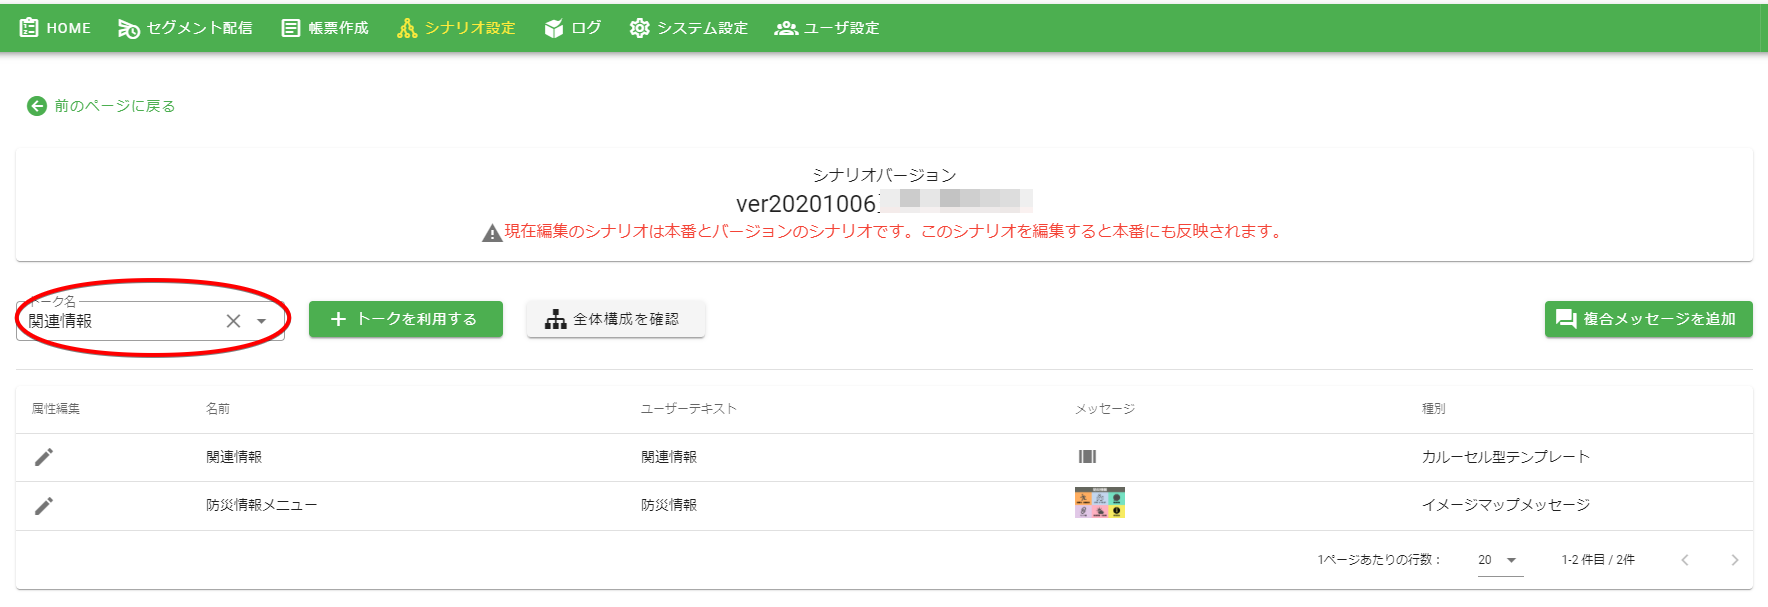 HOME セグメント配信 帳票作成 シナリオ設定 ログ システム設定 ユーザ設定
前のページに戻る
シナリオバージョン
ver20201006
現在編集のシナリオは本番とバージョンのシナリオです。このシナリオを編集すると本番にも反映されます。
トーク名
関連情報
トークを利用する
全体構成を確認
複合メッセージを追加
属性編集 名前 ユーザーテキスト メッセージ 種別
関連情報 関連情報 カルーセル型テンプレート
防災情報メニュー 防災情報 イメージマップメッセージ
1ページあたりの行数： 20 1-2 件目 / 2件